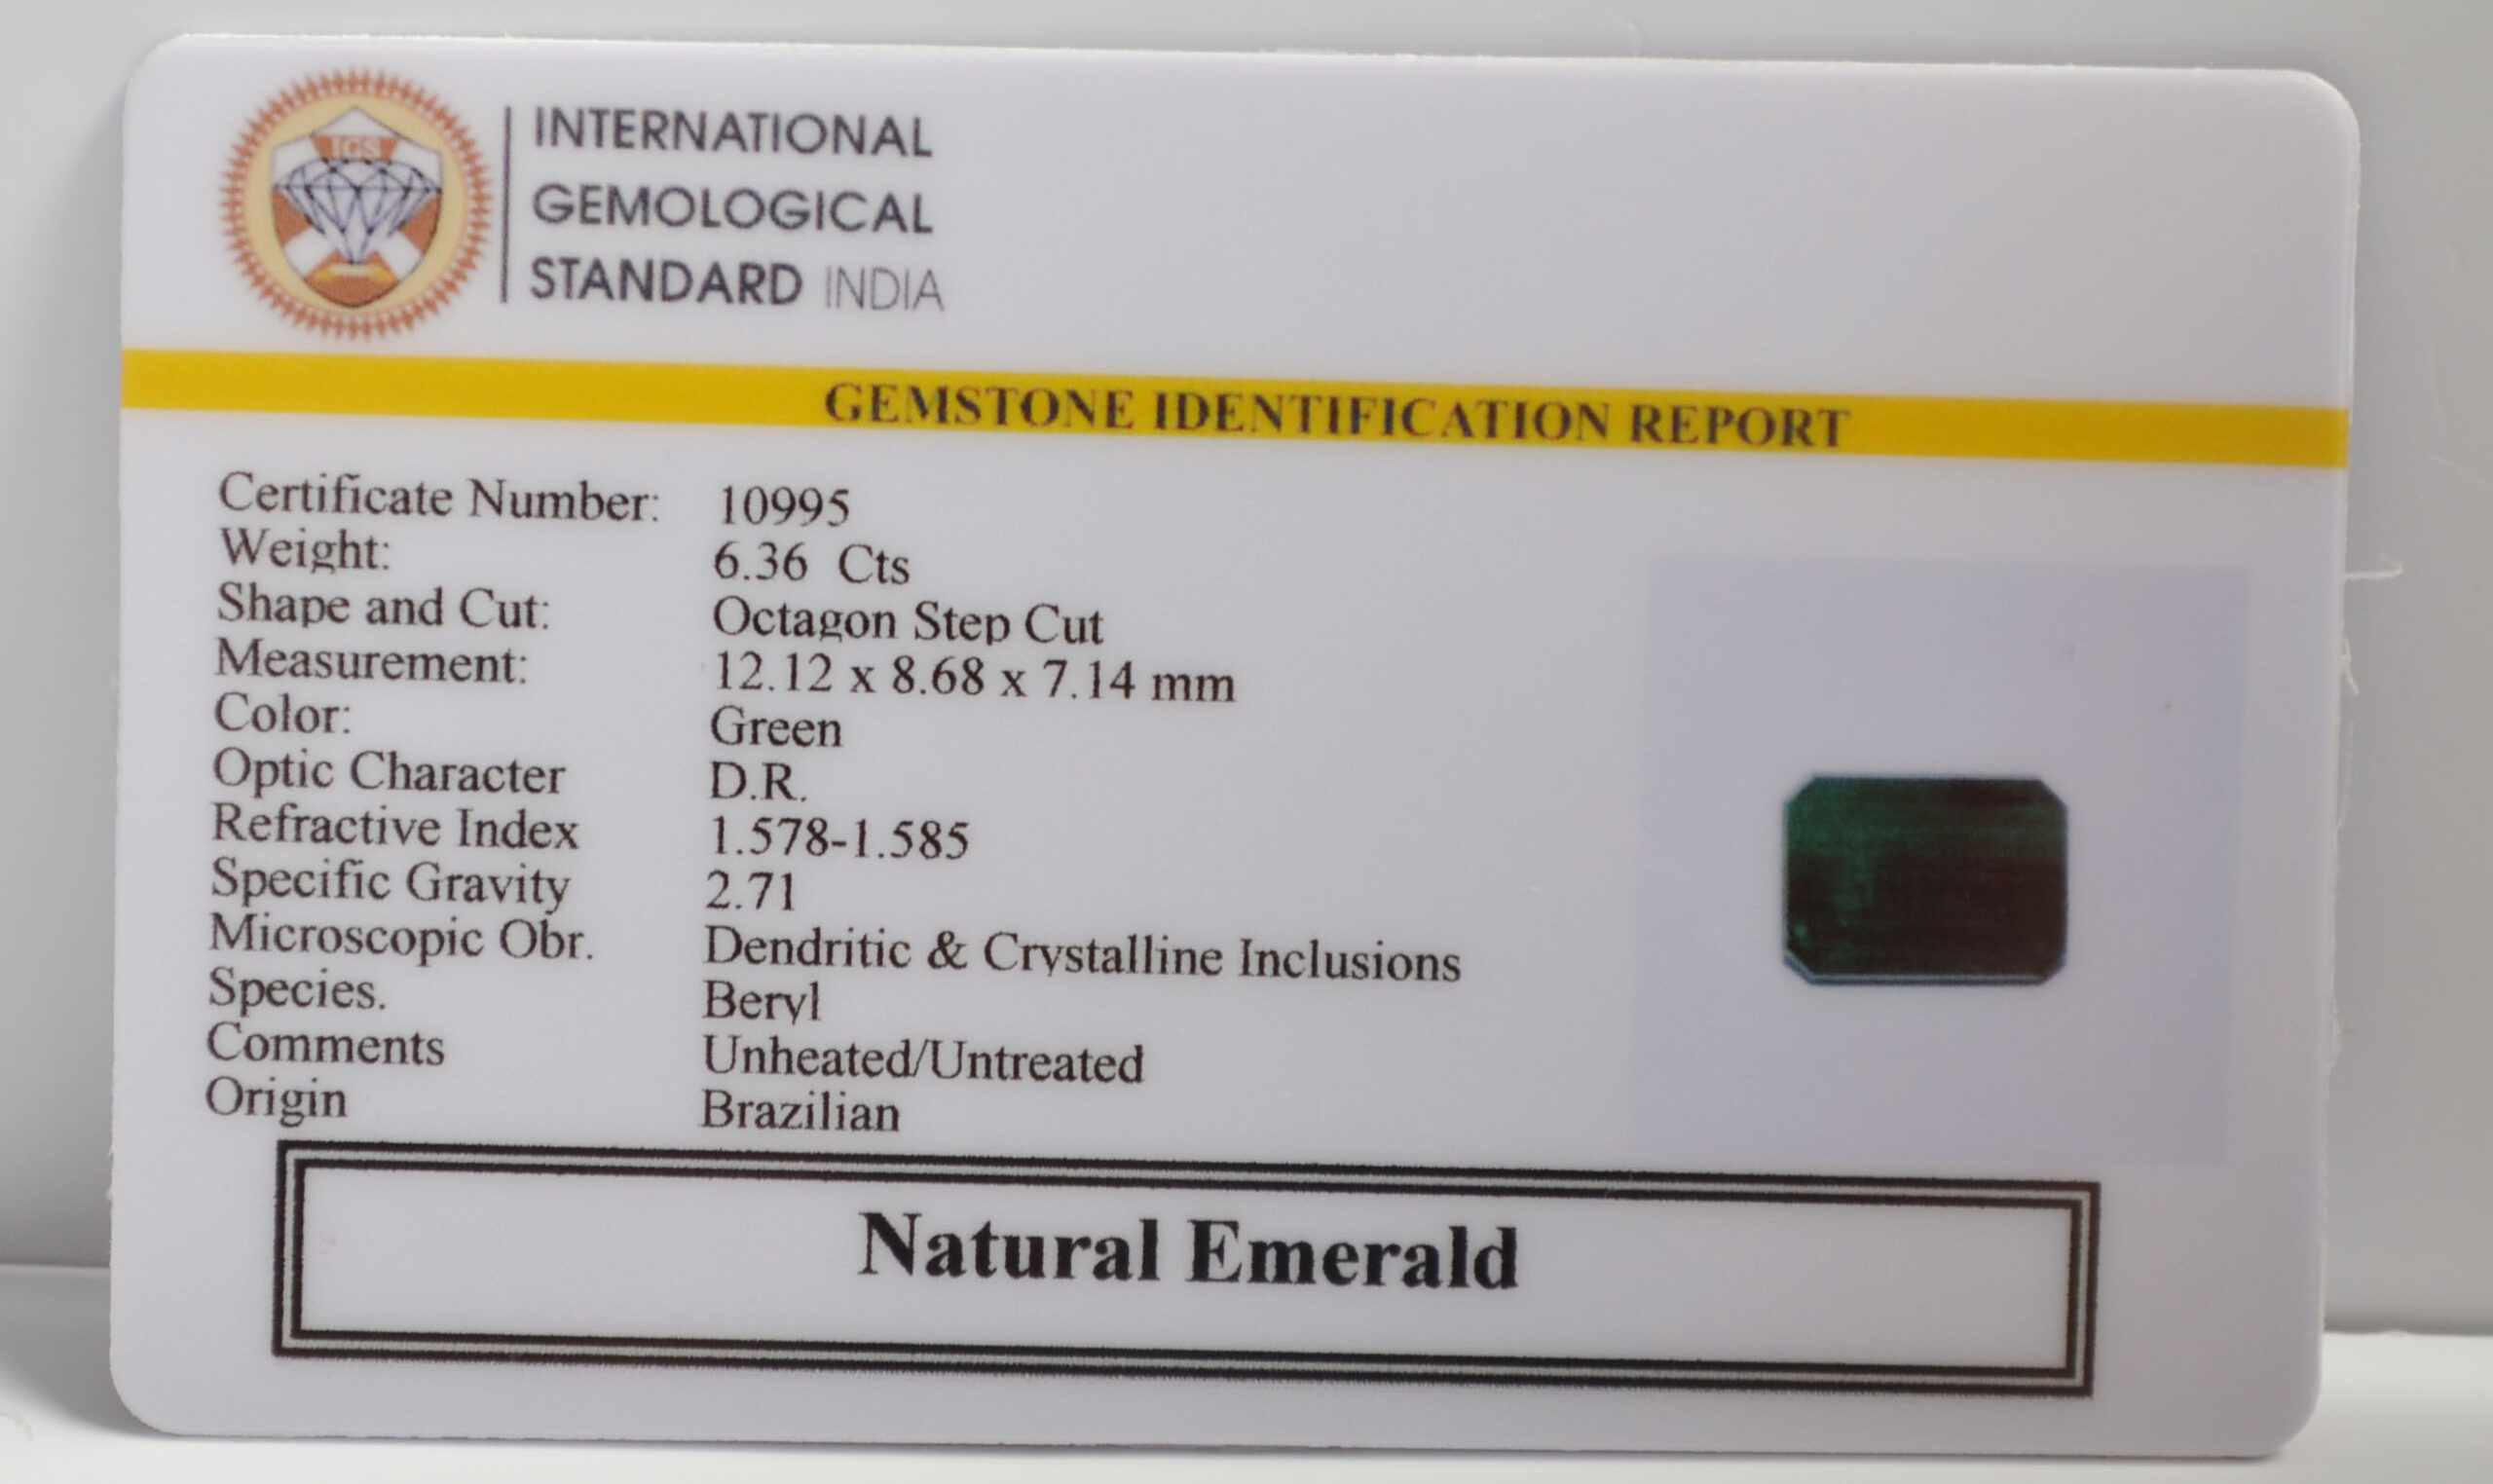 IGS
INTERNATIONAL
GEMOLOGICAL
STANDARD INDIA
GEMSTONE IDENTIFICATION REPORT
Certificate Number: 10995
Weight: 6.36 Cts
Shape and Cut: Octagon Step Cut
Measurement: 12.12 x 8.68 x 7.14 mm
Color: Green
Optic Character D.R.
Refractive Index 1.578-1.585
Specific Gravity 2.71
Microscopic Obr. Dendritic & Crystalline Inclusions
Species. Beryl
Comments Unheated/Untreated
Origin Brazilian
Natural Emerald